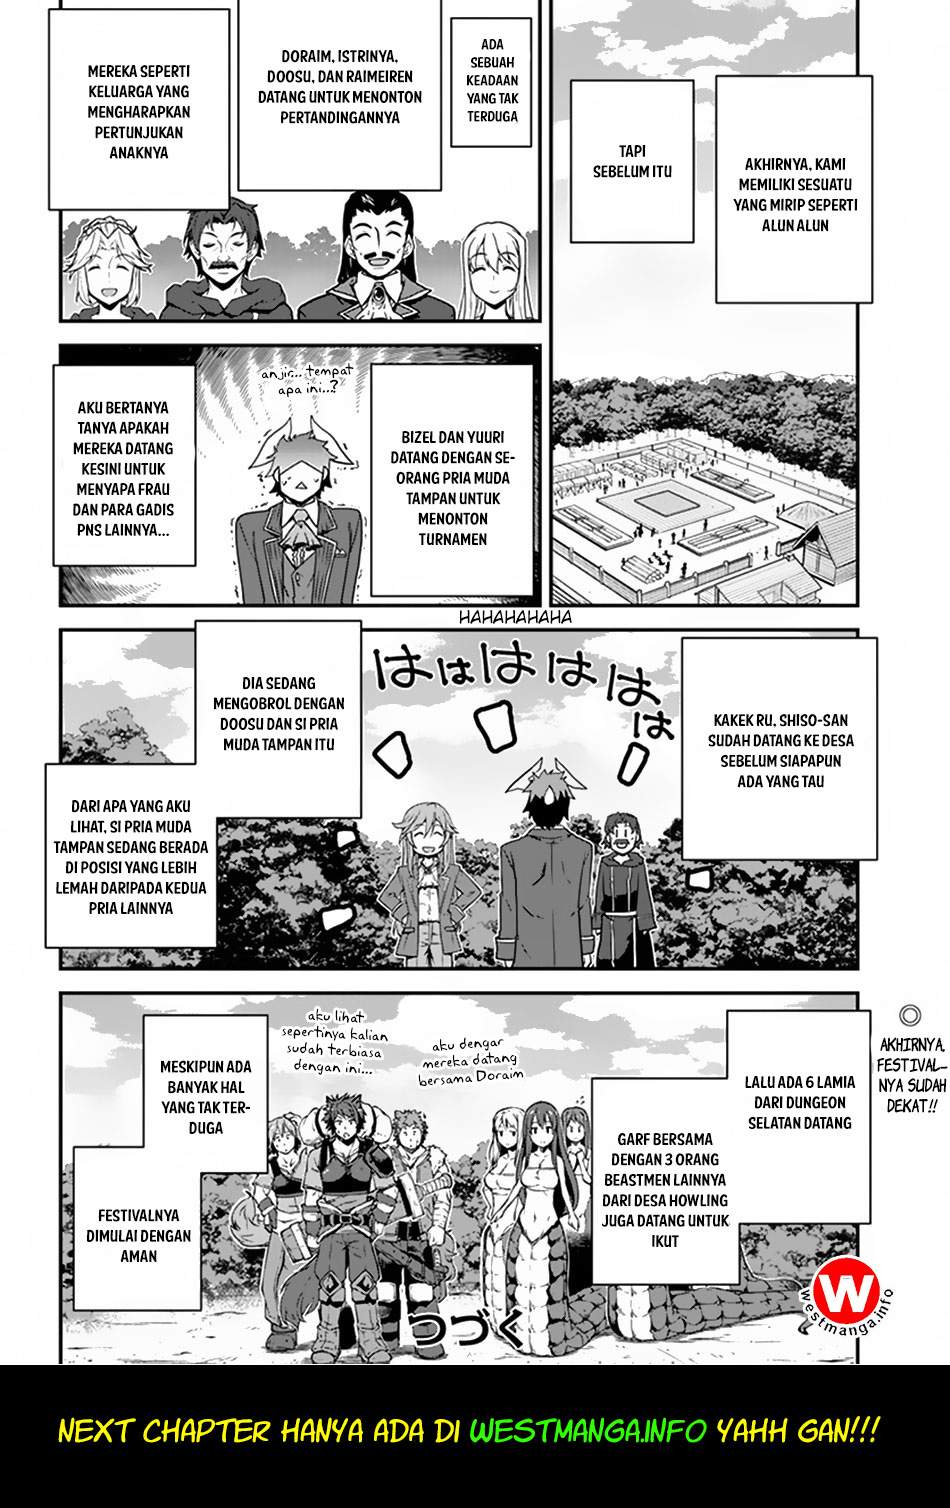 AKHIRNYA, KAMI
MEMILIKI SESUATU
YANG MIRIP SEPERTI
ALUN ALUN
TAPI
SEBELUM ITU
ADA
SEBUAH
KEADAAN
YANG TAK
TERDUGA
DORAIM, ISTRINYA,
DOOSU, DAN RAIMEIREN
DATANG UNTUK MENONTON
PERTANDINGANNYA
MEREKA SEPERTI
KELUARGA YANG
MENGHARAPKAN
PERTUNJUKAN
ANAKNYA
BIZEL DAN YUURI
DATANG DENGAN SE-
ORANG PRIA MUDA
TAMPAN UNTUK
MENONTON
TURNAMEN
anjir... tempat
apa ini...?
AKU BERTANYA
TANYA APAKAH
MEREKA DATANG
KESINI UNTUK
MENYAPA FRAU
DAN PARA GADIS
PNS LAINNYA...
HAHAHAHAHA
はははははは
KAKEK RU, SHISO-SAN
SUDAH DATANG KE DESA
SEBELUM SIAPAPUN
ADA YANG TAU
DIA SEDANG
MENGOBROL DENGAN
DOOSU DAN SI PRIA
MUDA TAMPAN ITU
DARI APA YANG AKU
LIHAT, SI PRIA MUDA
TAMPAN SEDANG BERADA
DI POSISI YANG LEBIH
LEMAH DARIPADA KEDUA
PRIA LAINNYA
AKHIRNYA,
FESTIVAL-
NYA SUDAH
DEKAT!!
LALU ADA 6 LAMIA
DARI DUNGEON
SELATAN DATANG
GARF BERSAMA
DENGAN 3 ORANG
BEASTMEN LAINNYA
DARI DESA HOWLING
JUGA DATANG UNTUK
IKUT
aku dengar
mereka datang
bersama Doraim
aku lihat
sepertinya kalian
sudah terbiasa
dengan ini...
MESKIPUN ADA
BANYAK HAL
YANG TAK TER-
DUGA
FESTIVALNYA
DIMULAI DENGAN
AMAN
つづく
W
westmanga.info
NEXT CHAPTER HANYA ADA DI WESTMANGA.INFO YAHH GAN!!!